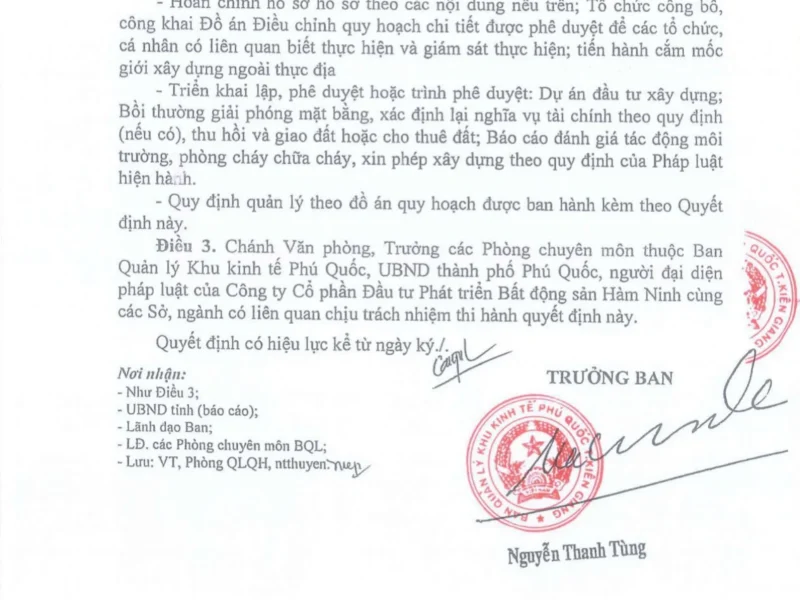 - Hoàn chỉnh hồ sơ hồ sơ theo các nội dung nêu trên; Tổ chức công bố,
công khai Đồ án Điều chỉnh quy hoạch chi tiết được phê duyệt để các tổ chức,
cá nhân có liên quan biết thực hiện và giám sát thực hiện; tiến hành cắm mốc
giới xây dựng ngoài thực địa
- Triển khai lập, phê duyệt hoặc trình phê duyệt: Dự án đầu tư xây dựng;
Bồi thường giải phóng mặt bằng, xác định lại nghĩa vụ tài chính theo quy định
(nếu có), thu hồi và giao đất hoặc cho thuê đất; Báo cáo đánh giá tác động môi
trường, phòng cháy chữa cháy, xin phép xây dựng theo quy định của Pháp luật
hiện hành.
- Quy định quản lý theo đồ án quy hoạch được ban hành kèm theo Quyết
định này.
Điều 3. Chánh Văn phòng, Trưởng các Phòng chuyên môn thuộc Ban
Quản lý Khu kinh tế Phú Quốc, UBND thành phố Phú Quốc, người đại diện
pháp luật của Công ty Cổ phần Đầu tư Phát triển Bất động sản Hàm Ninh cùng
các Sở, ngành có liên quan chịu trách nhiệm thi hành quyết định này.
Quyết định có hiệu lực kể từ ngày ký./.
Nơi nhận:
- Như Điều 3;
- UBND tỉnh (báo cáo);
- Lãnh đạo Ban;
- LĐ. các Phòng chuyên môn BQL;
- Lưu: VT, Phòng QLQH, ntthuyen.
TRƯỞNG BAN
BAN QUẢN LÝ KHU KINH TẾ PHÚ QUỐC T.KIÊN GIANG
Nguyễn Thanh Tùng
QUỐC T.KIÊN GIANG